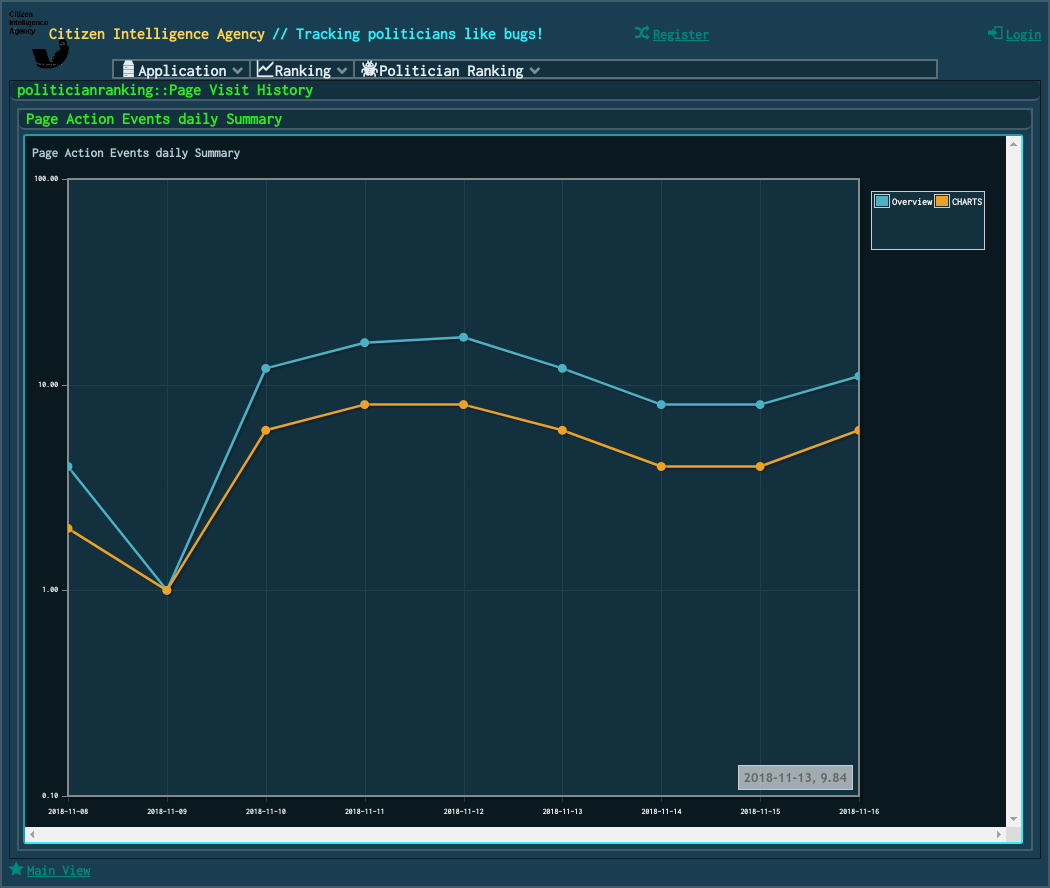 Citizen
Intelligence
Agency
Citizen Intelligence Agency // Tracking politicians like bugs!
Register
Login
Application Ranking Politician Ranking
politicianranking::Page Visit History
Page Action Events daily Summary
Page Action Events daily Summary
100.00
Overview CHARTS
10.00
1.00
2018-11-13, 9.84
0.10
2018-11-08 2018-11-09 2018-11-10 2018-11-11 2018-11-12 2018-11-13 2018-11-14 2018-11-15 2018-11-16
Main View